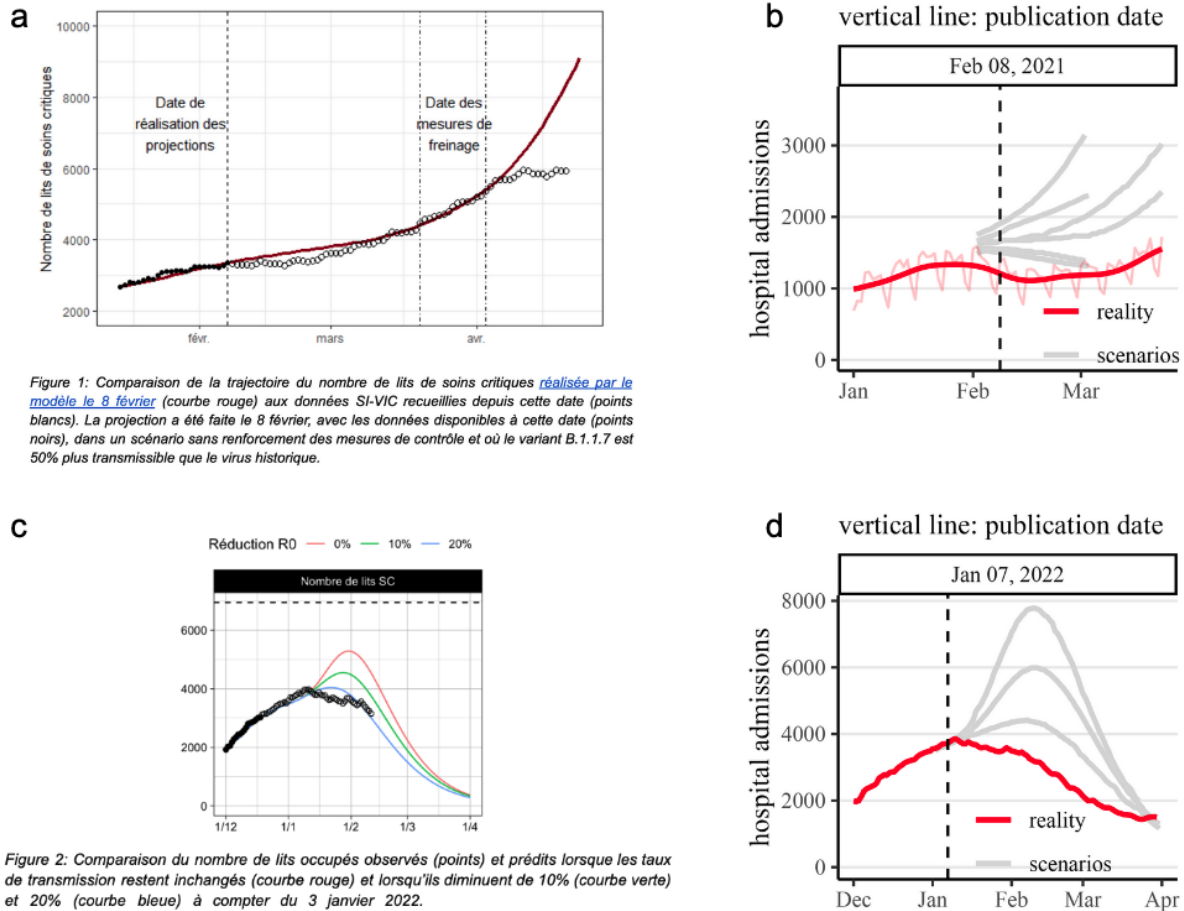 a
10000
8000
6000
4000
2000
Nombre de lits de soins critiques
Date de
réalisation des
projections
Date des
mesures de
freinage
févr.
mars
avr.
Figure 1: Comparaison de la trajectoire du nombre de lits de soins critiques réalisée par le
modèle le 8 février (courbe rouge) aux données SI-VIC recueillies depuis cette date (points
blancs). La projection a été faite le 8 février, avec les données disponibles à cette date (points
noirs), dans un scénario sans renforcement des mesures de contrôle et où le variant B.1.1.7 est
50% plus transmissible que le virus historique.
b
vertical line: publication date
Feb 08, 2021
hospital admissions
3000
2000
1000
0
reality
scenarios
Jan
Feb
Mar
c
Réduction R0
0%
10%
20%
Nombre de lits SC
6000
4000
2000
0
1/12
1/1
1/2
1/3
1/4
Figure 2: Comparaison du nombre de lits occupés observés (points) et prédits lorsque les taux
de transmission restent inchangés (courbe rouge) et lorsqu'ils diminuent de 10% (courbe verte)
et 20% (courbe bleue) à compter du 3 janvier 2022.
d
vertical line: publication date
Jan 07, 2022
hospital admissions
8000
6000
4000
2000
0
reality
scenarios
Dec
Jan
Feb
Mar
Apr